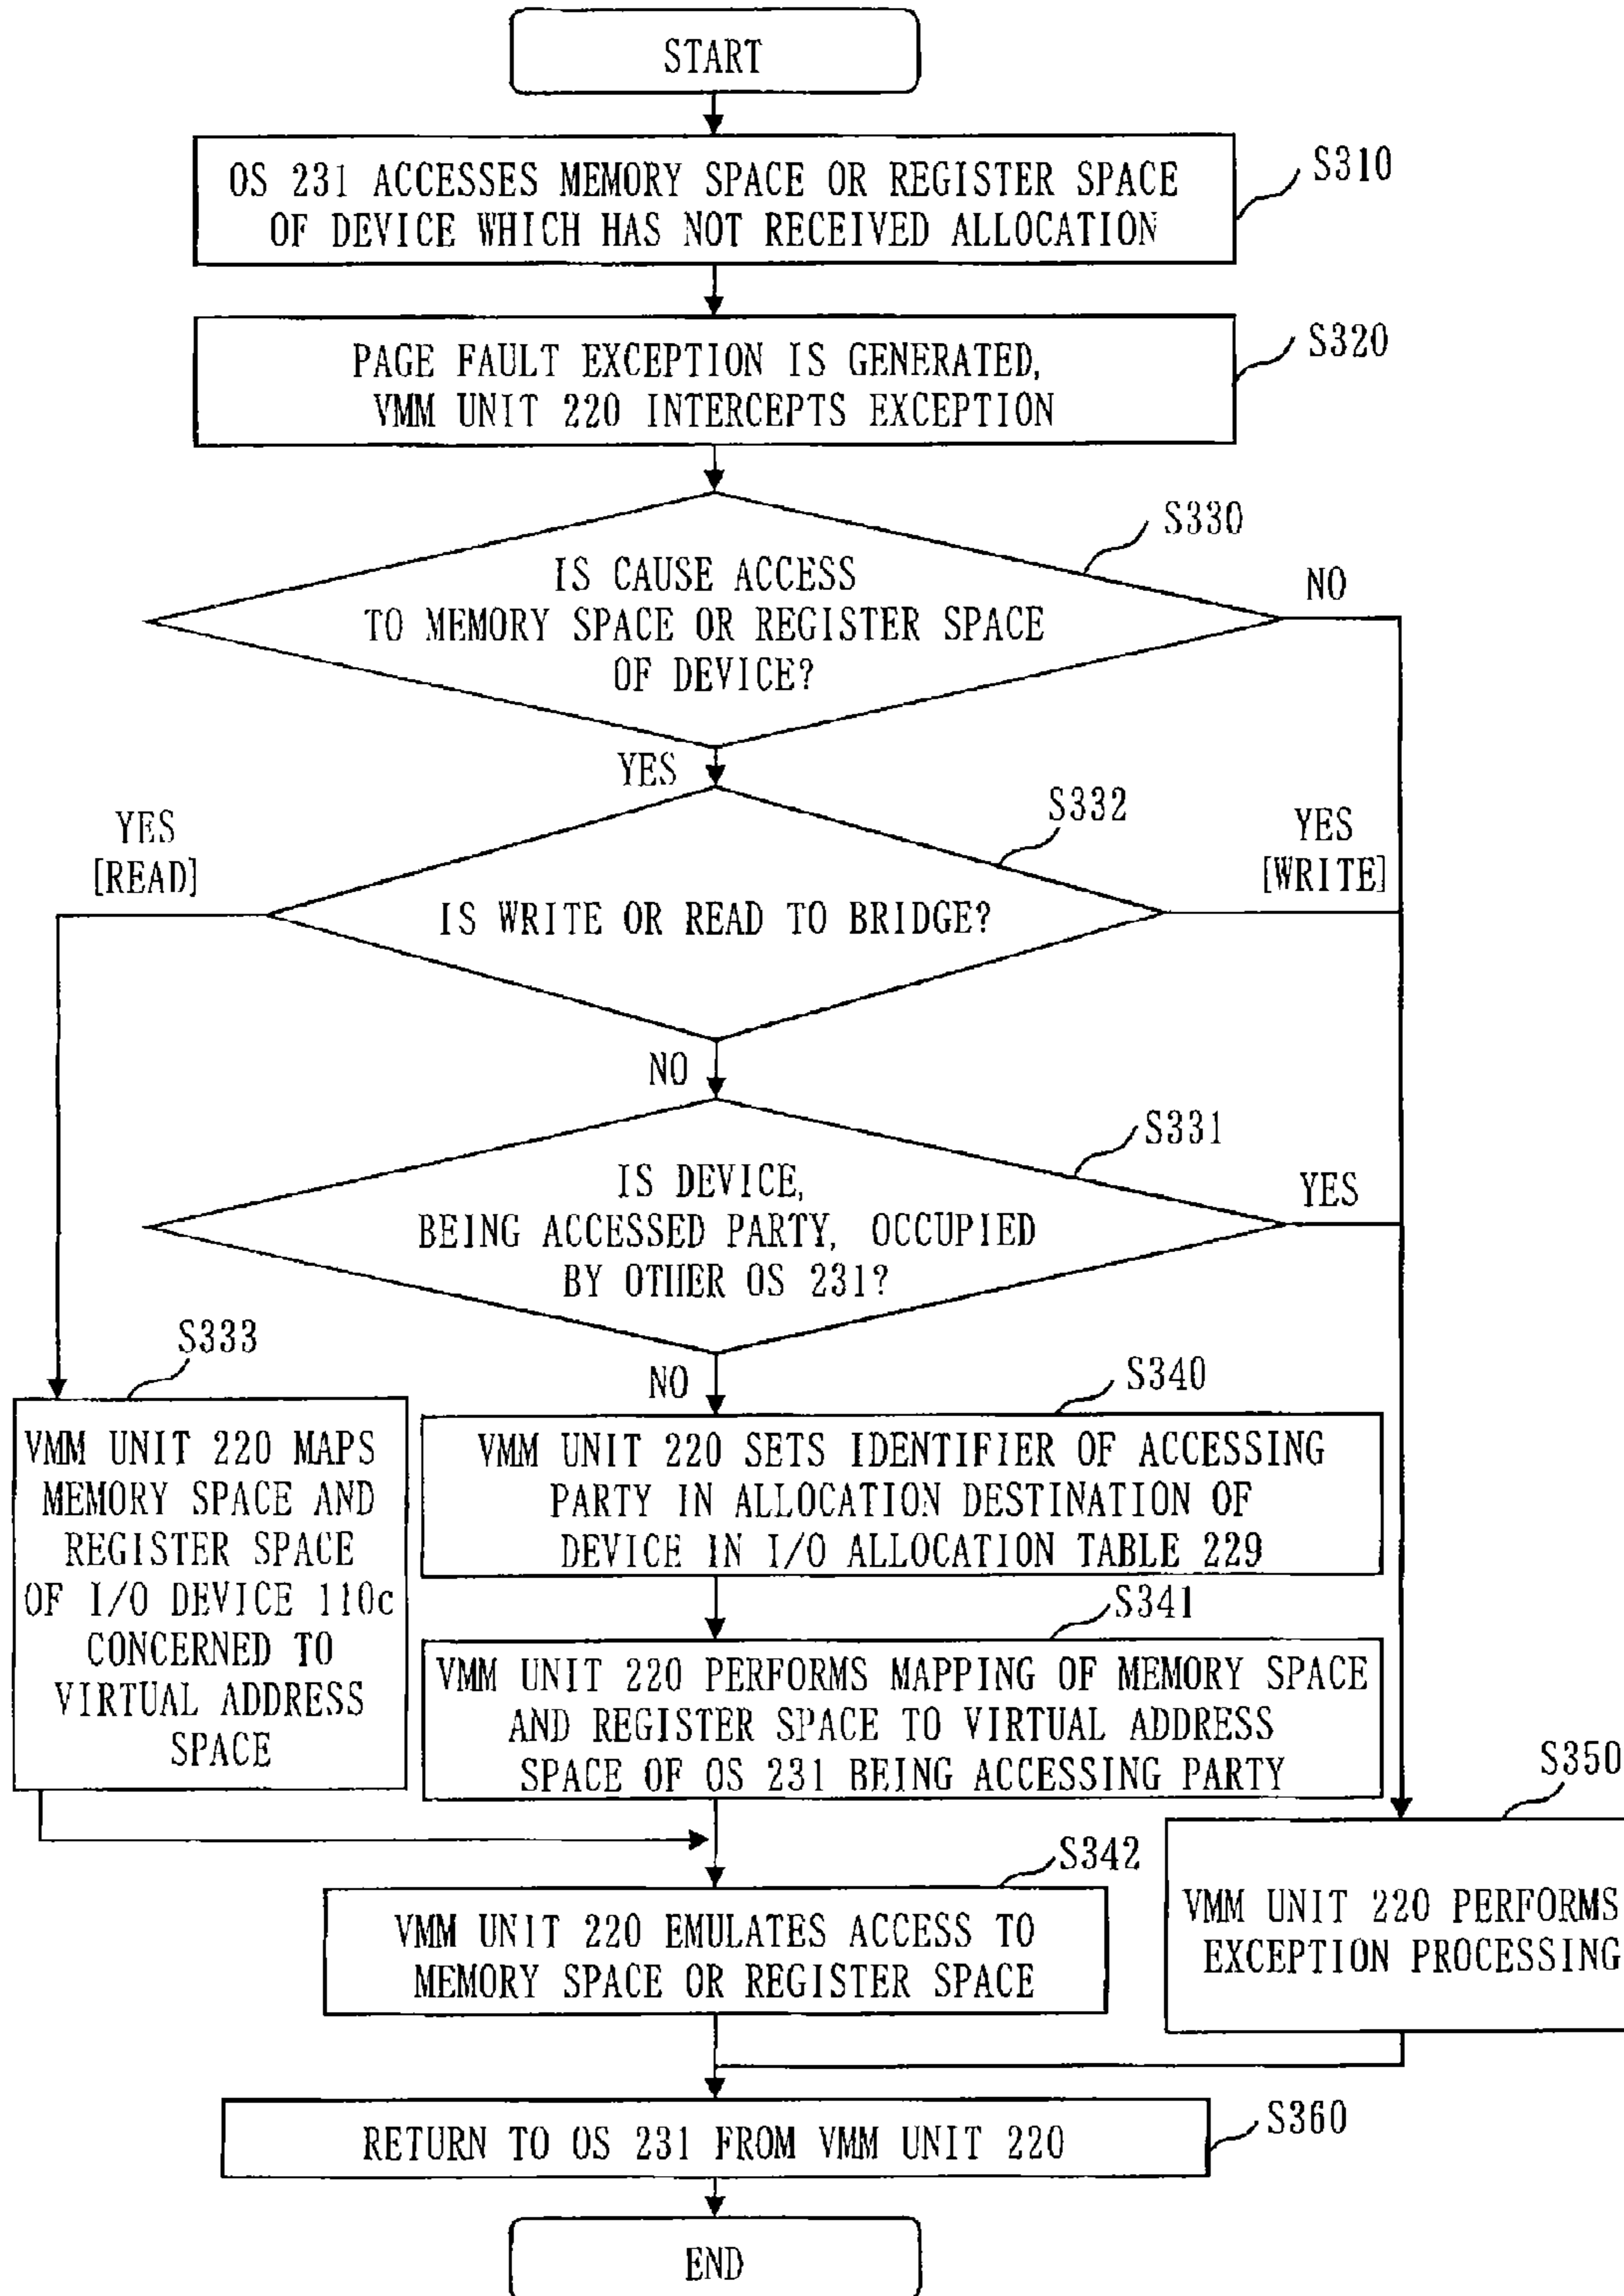 START
OS 231 ACCESSES MEMORY SPACE OR REGISTER SPACE
OF DEVICE WHICH HAS NOT RECEIVED ALLOCATION
S310
PAGE FAULT EXCEPTION IS GENERATED,
VMM UNIT 220 INTERCEPTS EXCEPTION
S320
S330
IS CAUSE ACCESS
TO MEMORY SPACE OR REGISTER SPACE
OF DEVICE?
NO
YES
S332
YES
[READ]
YES
[WRITE]
IS WRITE OR READ TO BRIDGE?
NO
S331
IS DEVICE,
BEING ACCESSED PARTY, OCCUPIED
BY OTHER OS 231?
YES
NO
S333
VMM UNIT 220 MAPS
MEMORY SPACE AND
REGISTER SPACE
OF I/O DEVICE 110c
CONCERNED TO
VIRTUAL ADDRESS
SPACE
S340
VMM UNIT 220 SETS IDENTIFIER OF ACCESSING
PARTY IN ALLOCATION DESTINATION OF
DEVICE IN I/O ALLOCATION TABLE 229
S341
VMM UNIT 220 PERFORMS MAPPING OF MEMORY SPACE
AND REGISTER SPACE TO VIRTUAL ADDRESS
SPACE OF OS 231 BEING ACCESSING PARTY
S350
VMM UNIT 220 PERFORMS
EXCEPTION PROCESSING
S342
VMM UNIT 220 EMULATES ACCESS TO
MEMORY SPACE OR REGISTER SPACE
S360
RETURN TO OS 231 FROM VMM UNIT 220
END